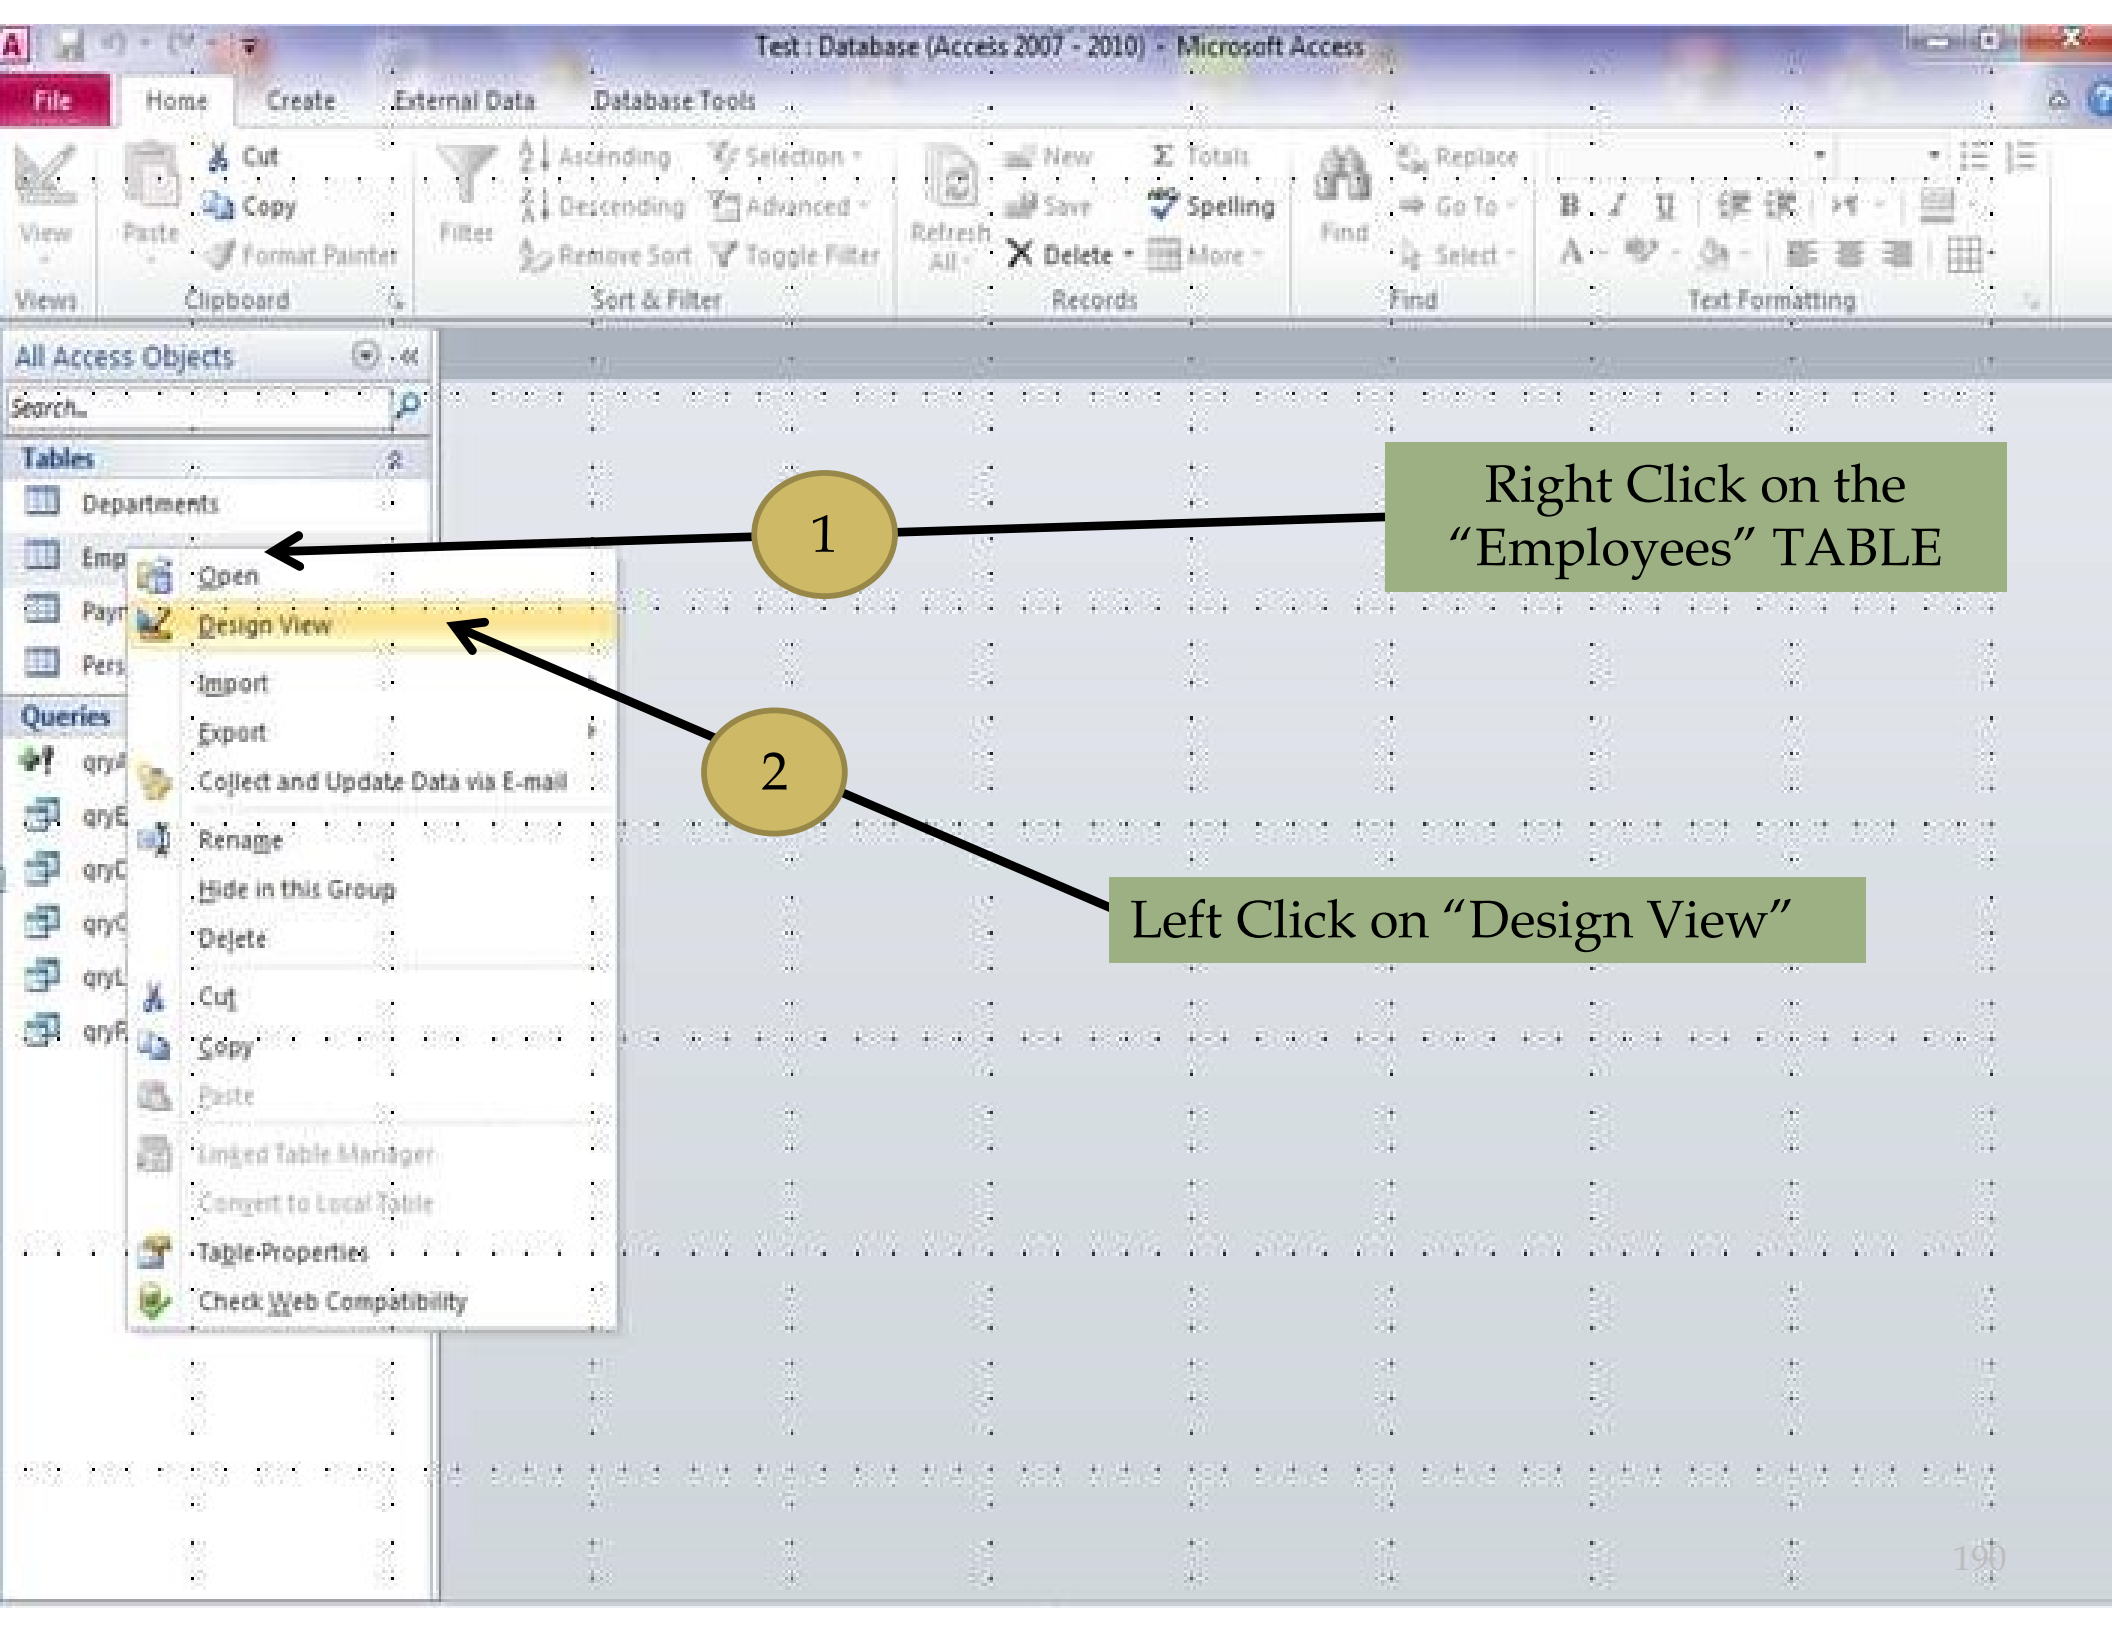 Test : Database (Access 2007 - 2010) - Microsoft Access
File Home Create External Data Database Tools
Cut
Copy
Format Painter
View
Paste
Views
Clipboard
Ascending
Descending
Remove Sort
Filter
Selection
Advanced
Toggle Filter
Sort & Filter
Refresh
All
New
Save
Delete
Totals
Spelling
More
Records
Find
Replace
Go To
Select
Find
B I U
A
Text Formatting
All Access Objects
Search...
Tables
Departments
Emp
Payr
Pers
Queries
qryA
qryE
qryC
qryC
qryL
qryP
Open
Design View
Import
Export
Collect and Update Data via E-mail
Rename
Hide in this Group
Delete
Cut
Copy
Paste
Linked Table Manager
Convert to Local Table
Table Properties
Check Web Compatibility
1
Right Click on the
“Employees” TABLE
2
Left Click on “Design View”
190